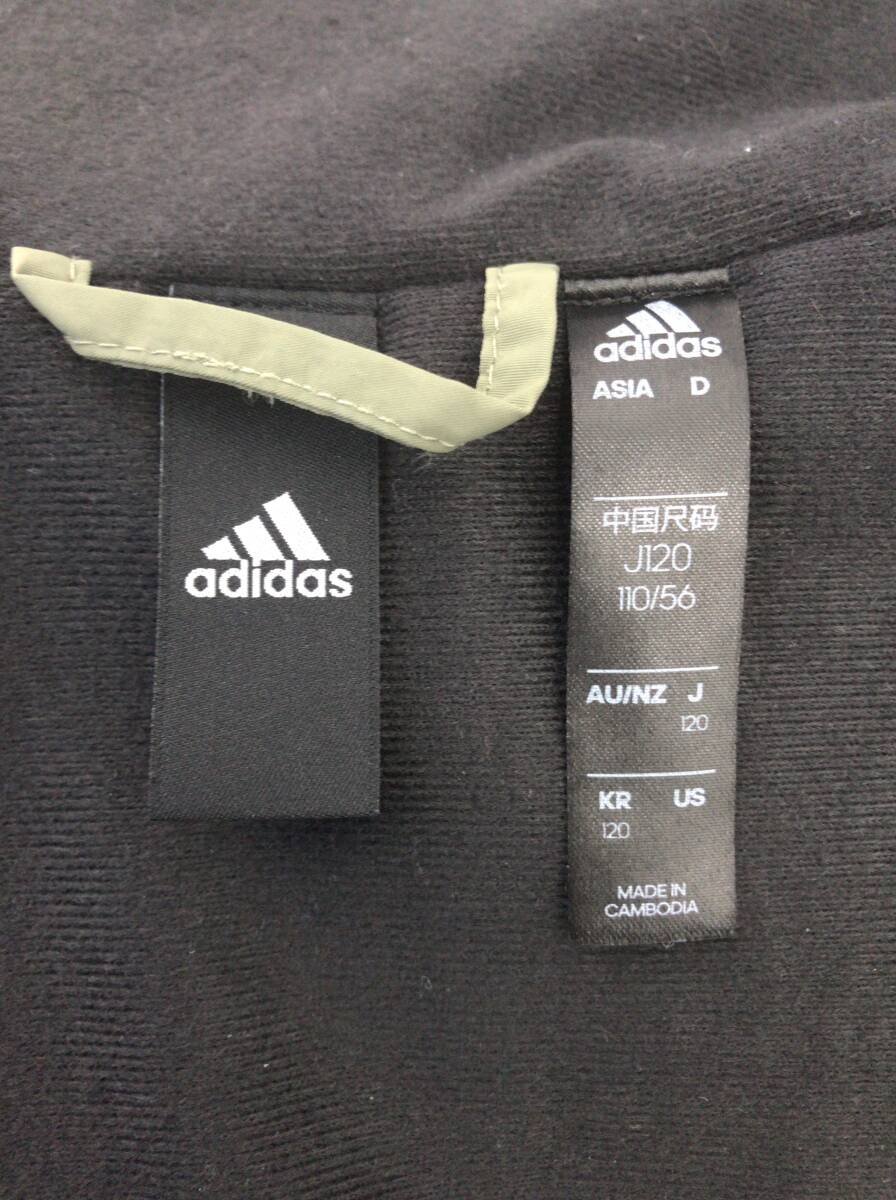 adidas
adidas
ASIA D
中国尺码
J120
110/56
AU/NZ J
120
KR US
120
MADE IN
CAMBODIA